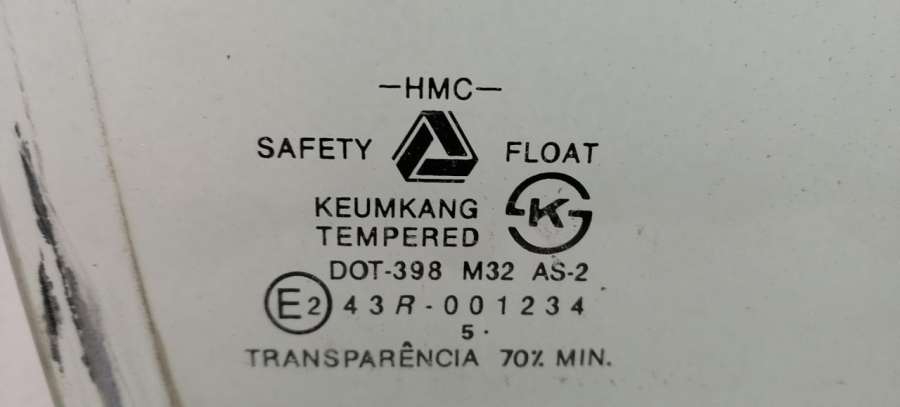 —HMC—
SAFETY FLOAT
KEUMKANG K
TEMPERED
DOT-398 M32 AS-2
E2 43R-001234
5·
TRANSPARÊNCIA 70% MIN.